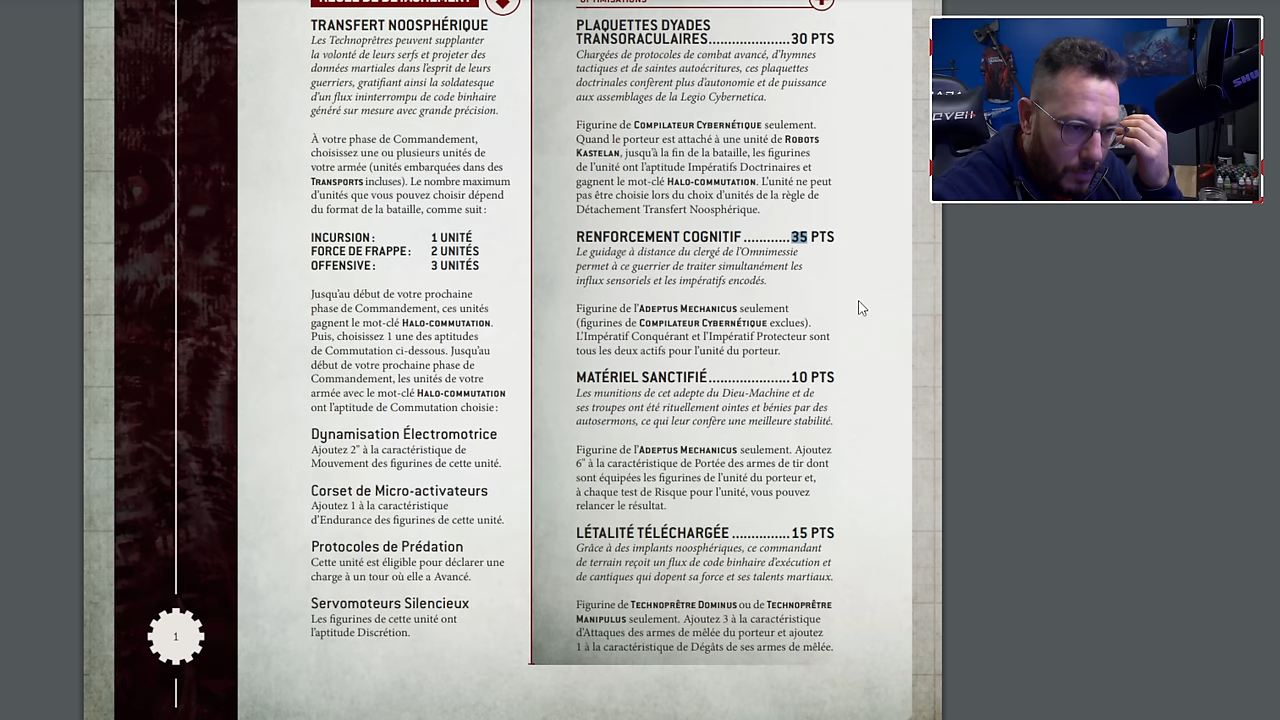 RÈGLE DE DÉTACHEMENT
TRANSFERT NOOSPHÉRIQUE
Les Technoprêtres peuvent supplanter
la volonté de leurs serfs et projeter des
données martiales dans l'esprit de leurs
guerriers, gratifiant ainsi la soldatesque
d'un flux ininterrompu de code binaire
généré sur mesure avec grande précision.
À votre phase de Commandement,
choisissez une ou plusieurs unités de
votre armée (unités embarquées dans des
Transports incluses). Le nombre maximum
d'unités que vous pouvez choisir dépend
du format de la bataille, comme suit :
INCURSION : 1 UNITÉ
FORCE DE FRAPPE : 2 UNITÉS
OFFENSIVE : 3 UNITÉS
Jusqu'au début de votre prochaine
phase de Commandement, ces unités
gagnent le mot-clé Halo-commutation.
Puis, choisissez 1 une des aptitudes
de Commutation ci-dessous. Jusqu'au
début de votre prochaine phase de
Commandement, les unités de votre
armée avec le mot-clé Halo-commutation
ont l'aptitude de Commutation choisie :
Dynamisation Électromotrice
Ajoutez 2" à la caractéristique de
Mouvement des figurines de cette unité.
Corset de Micro-activateurs
Ajoutez 1 à la caractéristique
d'Endurance des figurines de cette unité.
Protocoles de Prédation
Cette unité est éligible pour déclarer une
charge à un tour où elle a Avancé.
Servomoteurs Silencieux
Les figurines de cette unité ont
l'aptitude Discrétion.
1
OPTIMISATIONS
PLAQUETTES DYADES
TRANSORACULAIRES.....................30 PTS
Chargées de protocoles de combat avancé, d'hymnes
tactiques et de saintes autoécritures, ces plaquettes
doctrinales confèrent plus d'autonomie et de puissance
aux assemblages de la Legio Cybernetica.
Figurine de Compilateur Cybernétique seulement.
Quand le porteur est attaché à une unité de Robots
Kastelan, jusqu'à la fin de la bataille, les figurines
de l'unité ont l'aptitude Impératifs Doctrinaires et
gagnent le mot-clé Halo-commutation. L'unité ne peut
pas être choisie lors du choix d'unités de la règle de
Détachement Transfert Noosphérique.
RENFORCEMENT COGNITIF ............35 PTS
Le guidage à distance du clergé de l'Omnimessie
permet à ce guerrier de traiter simultanément les
influx sensoriels et les impératifs encodés.
Figurine de l'Adeptus Mechanicus seulement
(figurines de Compilateur Cybernétique exclues).
L'Impératif Conquérant et l'Impératif Protecteur sont
tous les deux actifs pour l'unité du porteur.
MATÉRIEL SANCTIFIÉ.....................10 PTS
Les munitions de cet adepte du Dieu-Machine et de
ses troupes ont été rituellement ointes et bénies par des
autosermons, ce qui leur confère une meilleure stabilité.
Figurine de l'Adeptus Mechanicus seulement. Ajoutez
6" à la caractéristique de Portée des armes de tir dont
sont équipées les figurines de l'unité du porteur et,
à chaque test de Risque pour l'unité, vous pouvez
relancer le résultat.
LÉTALITÉ TÉLÉCHARGÉE ...............15 PTS
Grâce à des implants noosphériques, ce commandant
de terrain reçoit un flux de code binaire d'exécution et
de cantiques qui dopent sa force et ses talents martiaux.
Figurine de Technoprêtre Dominus ou de Technoprêtre
Manipulus seulement. Ajoutez 3 à la caractéristique
d'Attaques des armes de mêlée du porteur et ajoutez
1 à la caractéristique de Dégâts de ses armes de mêlée.